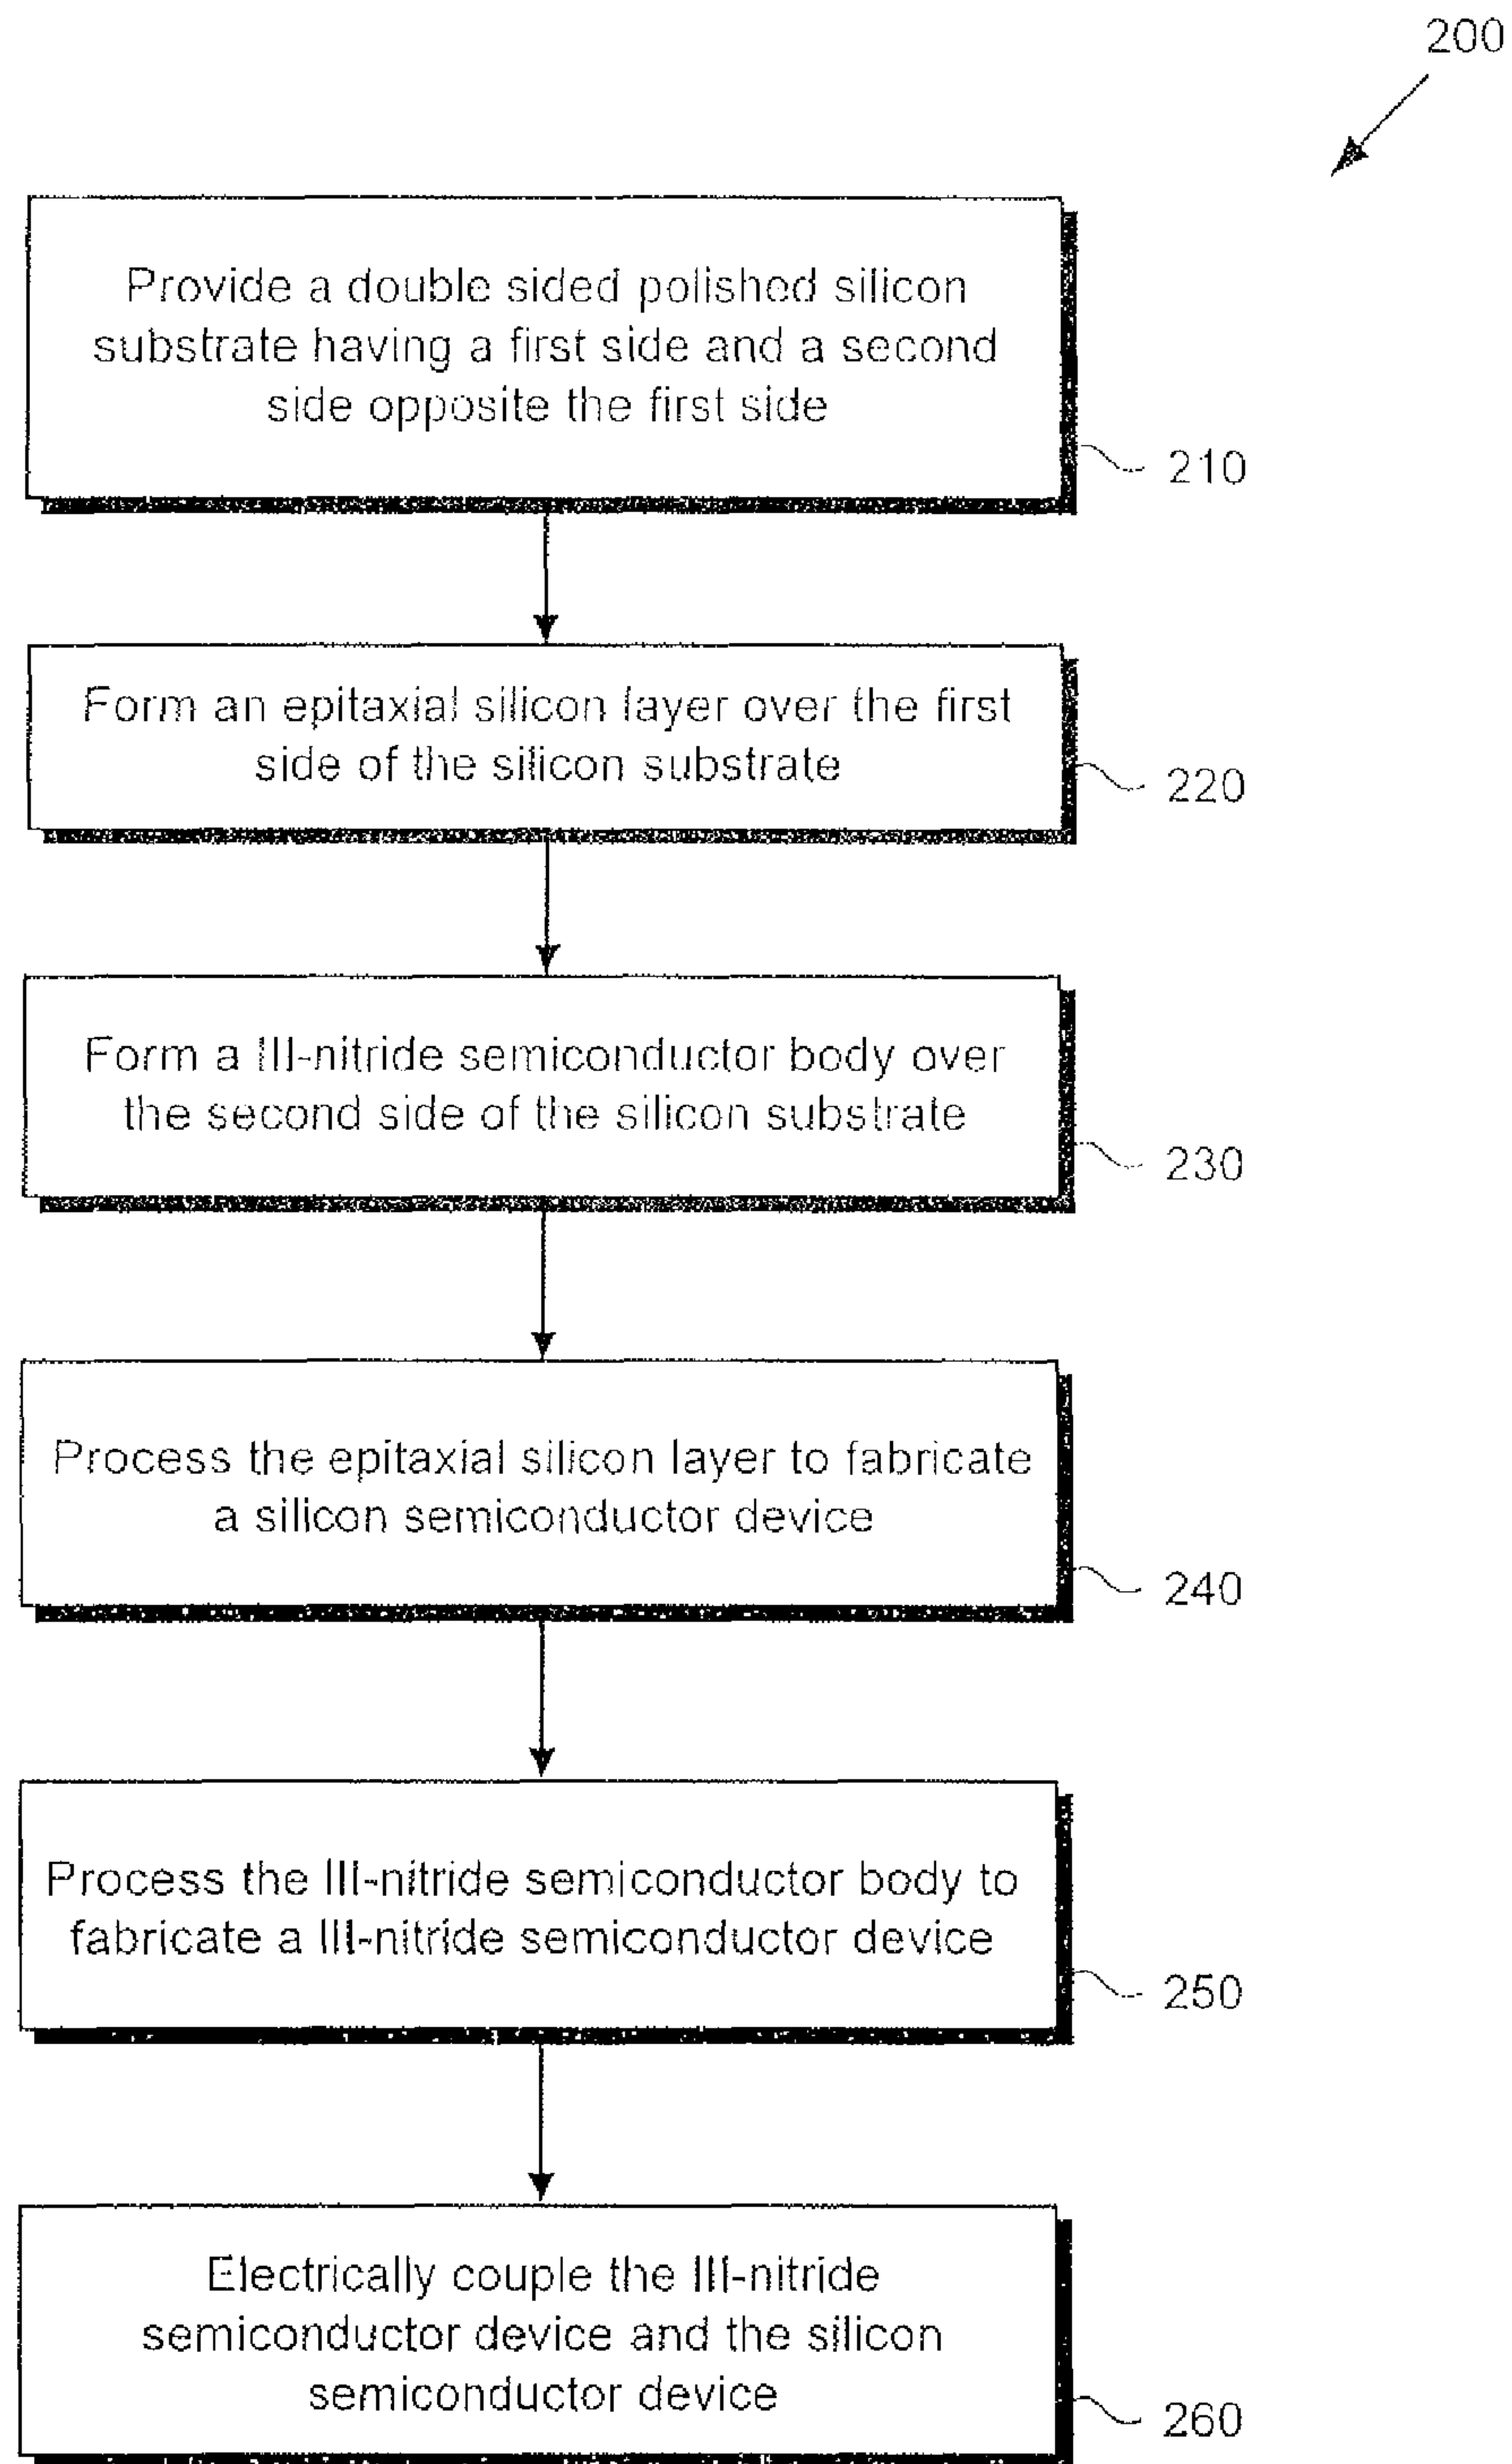 200
Provide a double sided polished silicon
substrate having a first side and a second
side opposite the first side
210
Form an epitaxial silicon layer over the first
side of the silicon substrate
220
Form a III-nitride semiconductor body over
the second side of the silicon substrate
230
Process the epitaxial silicon layer to fabricate
a silicon semiconductor device
240
Process the III-nitride semiconductor body to
fabricate a III-nitride semiconductor device
250
Electrically couple the III-nitride
semiconductor device and the silicon
semiconductor device
260